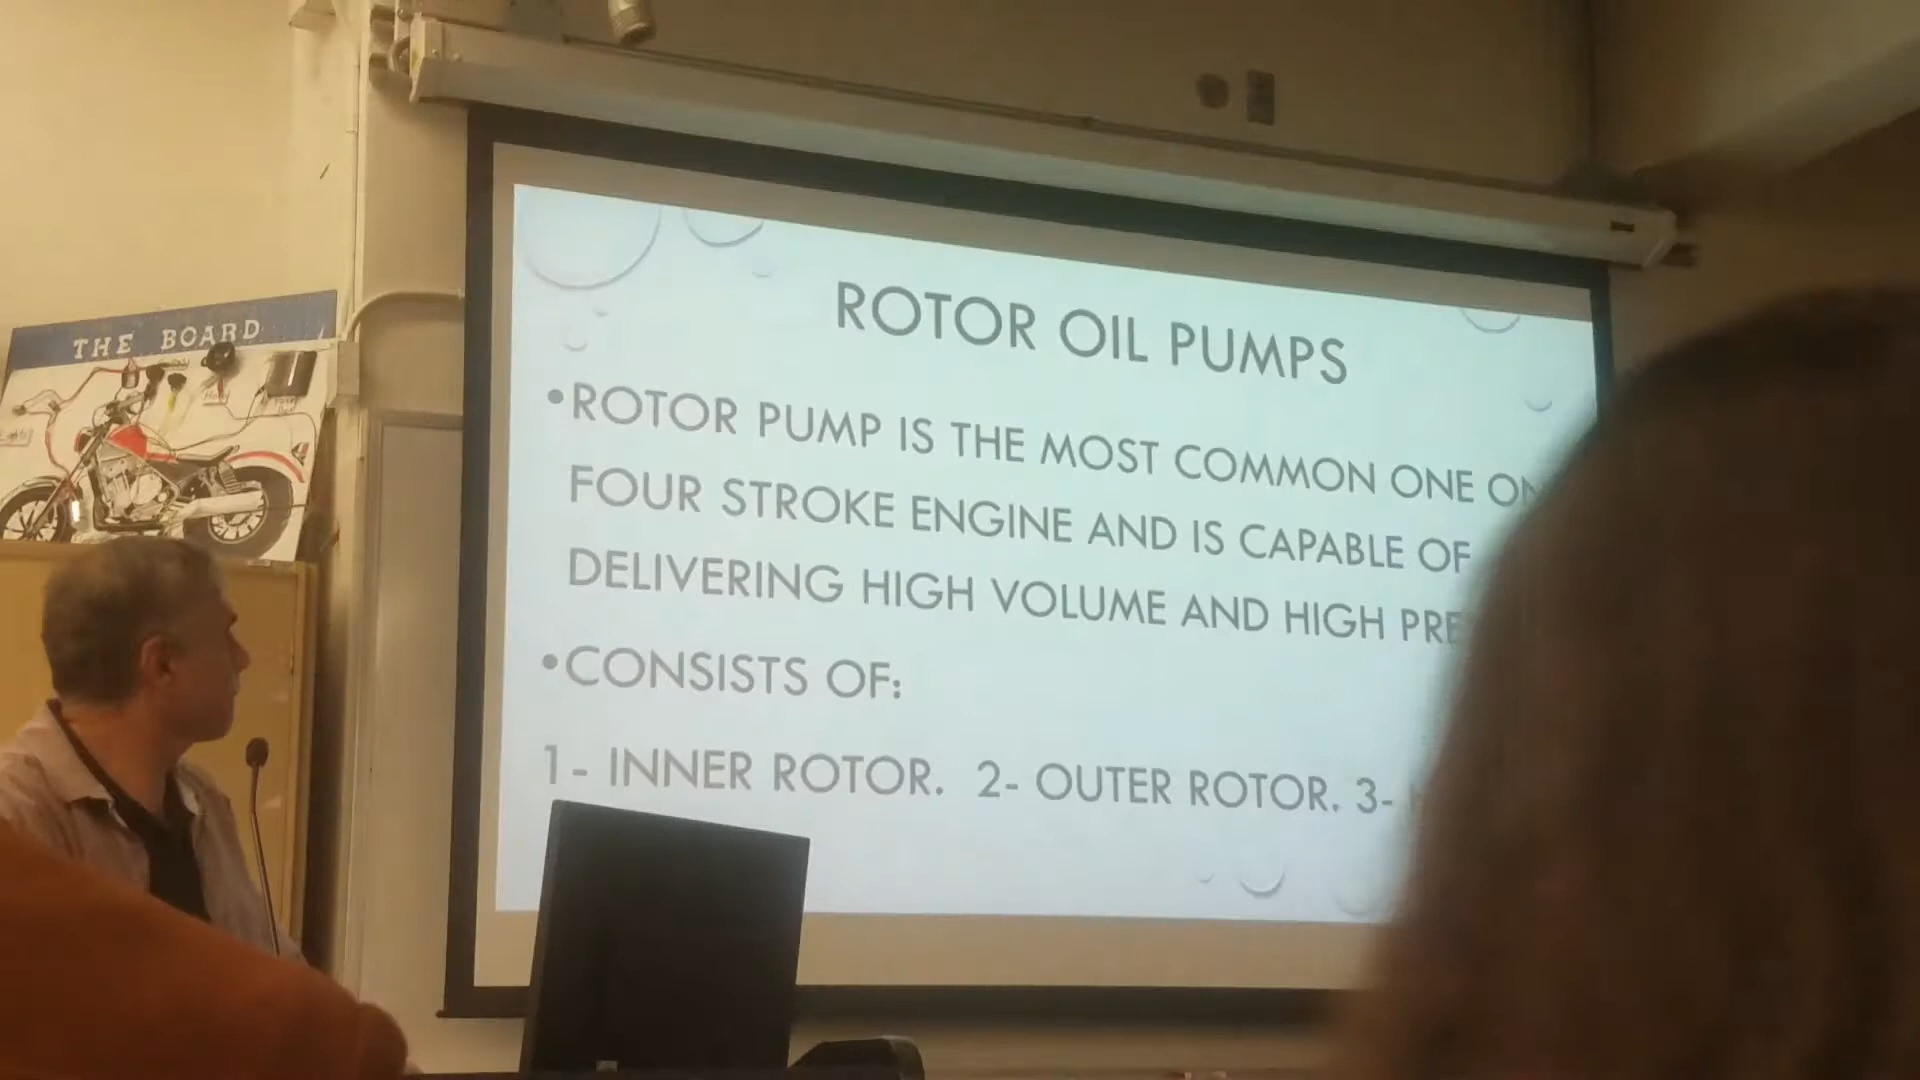 THE BOARD
ROTOR OIL PUMPS
•ROTOR PUMP IS THE MOST COMMON ONE ON
FOUR STROKE ENGINE AND IS CAPABLE OF
DELIVERING HIGH VOLUME AND HIGH
•CONSISTS OF:
1- INNER ROTOR. 2- OUTER ROTOR. 3-